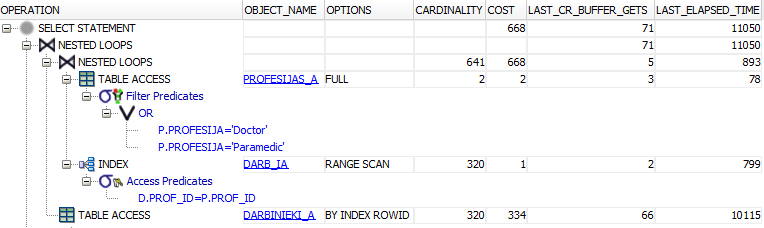 OPERATION OBJECT_NAME OPTIONS CARDINALITY COST LAST_CR_BUFFER_GETS LAST_ELAPSED_TIME
SELECT STATEMENT 668 71 11050
NESTED LOOPS 71 11050
NESTED LOOPS 641 668 5 893
TABLE ACCESS PROFESIJAS_A FULL 2 2 3 78
Filter Predicates
OR
P.PROFESIJA='Doctor'
P.PROFESIJA='Paramedic'
INDEX DARB_IA RANGE SCAN 320 1 2 799
Access Predicates
D.PROF_ID=P.PROF_ID
TABLE ACCESS DARBINIEKI_A BY INDEX ROWID 320 334 66 10115